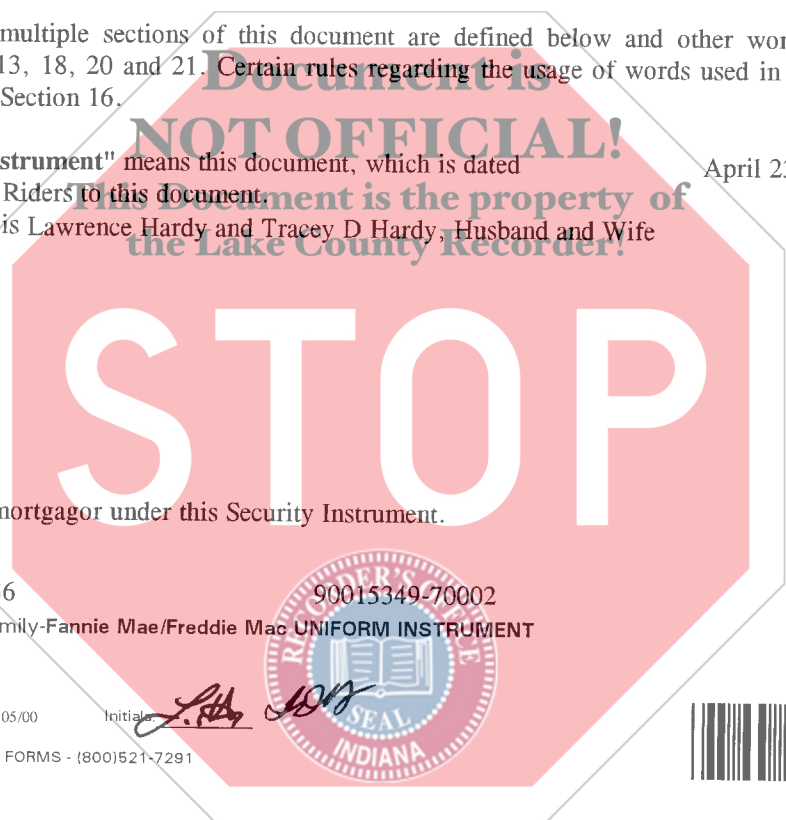 multiple sections of this document are defined below and other wor
Document is
13, 18, 20 and 21. Certain rules regarding the usage of words used in
Section 16.
NOT OFFICIAL!
strument" means this document, which is dated April 23
This Document is the property of
Riders to this document.
is Lawrence Hardy and Tracey D Hardy, Husband and Wife
the Lake County Recorder!
STOP
mortgagor under this Security Instrument.
6 90015349-70002
mily-Fannie Mae/Freddie Mac UNIFORM INSTRUMENT
RECORDER'S OFFICE
05/00 Initials:
SEAL
INDIANA
FORMS - (800)521-7291